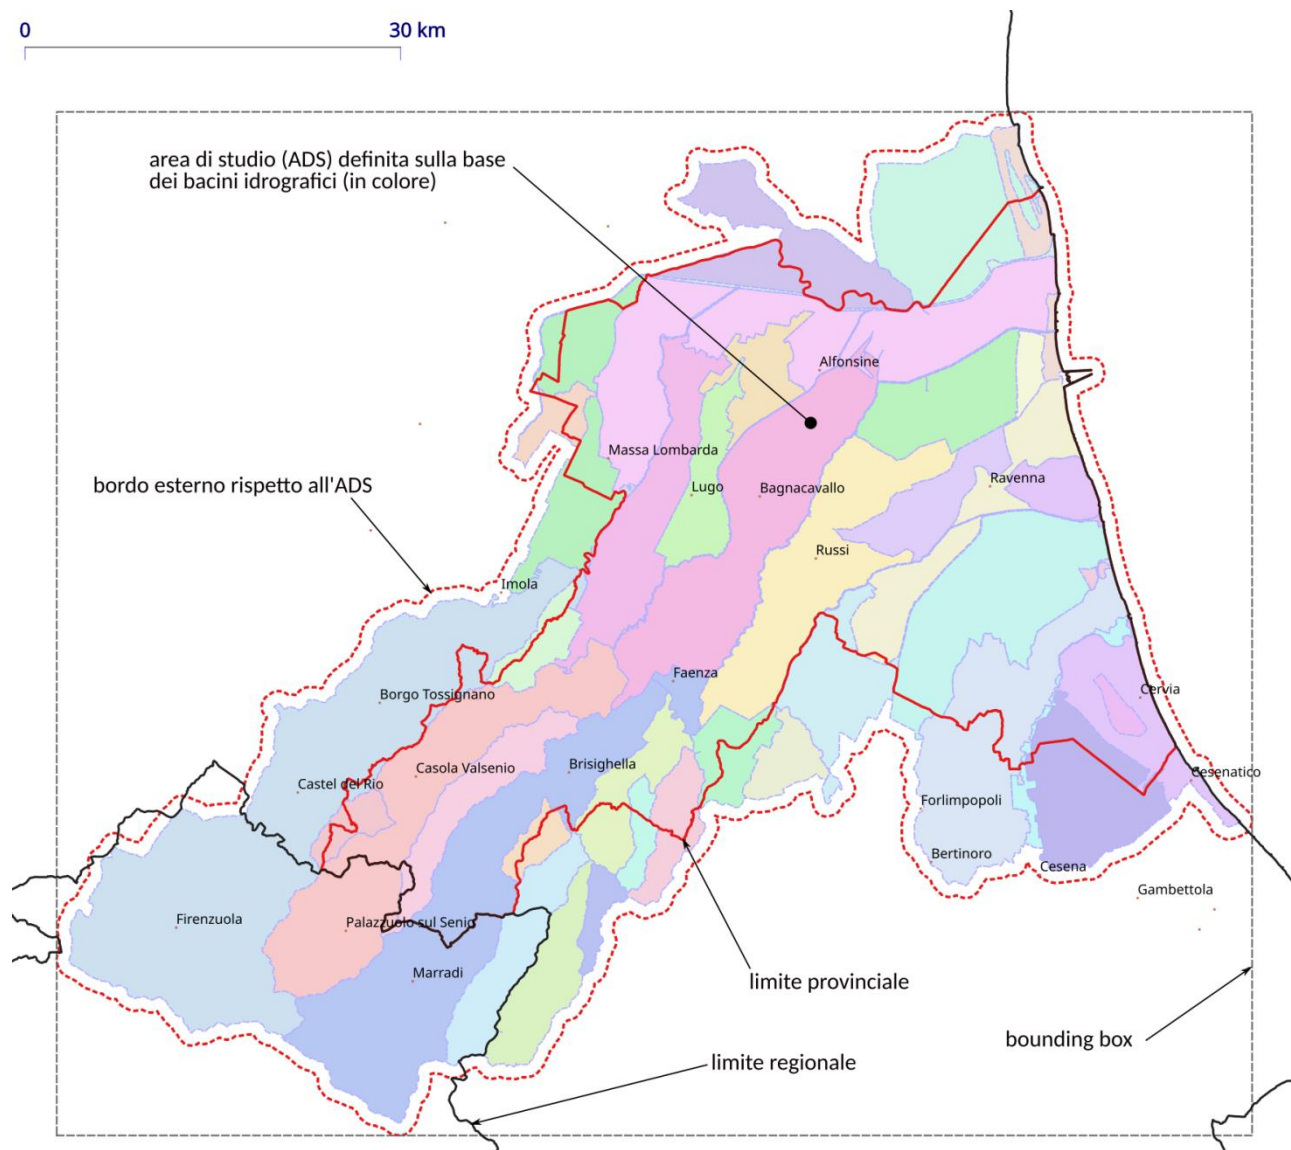 0 30 km
area di studio (ADS) definita sulla base
dei bacini idrografici (in colore)
Alfonsine
Massa Lombarda
bordo esterno rispetto all'ADS
Lugo
Bagnacavallo
Ravenna
Russi
Imola
Faenza
Borgo Tossignano
Cervia
Brisighella
Casola Valsenio
Cesenatico
Castel del Rio
Forlimpopoli
Bertinoro
Cesena
Gambettola
Firenzuola
Palazzuolo sul Senio
Marradi
limite provinciale
bounding box
limite regionale